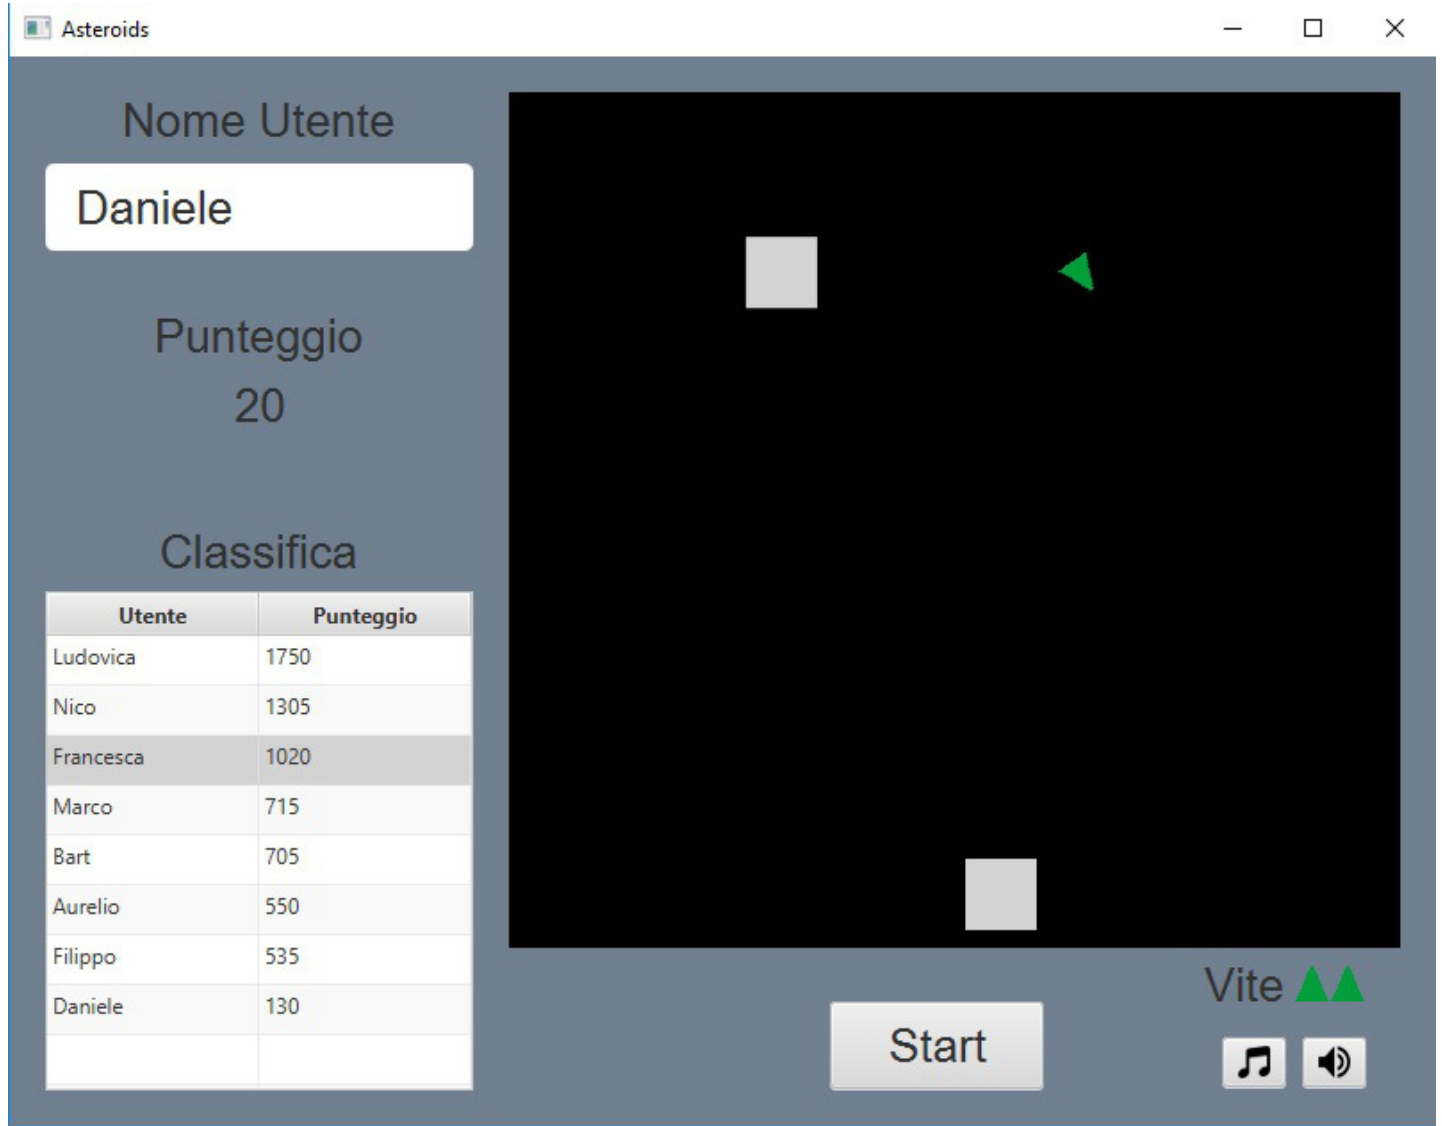 Asteroids
Nome Utente
Daniele
Punteggio
20
Classifica
Utente Punteggio
Ludovica 1750
Nico 1305
Francesca 1020
Marco 715
Bart 705
Aurelio 550
Filippo 535
Daniele 130
Vite
Start